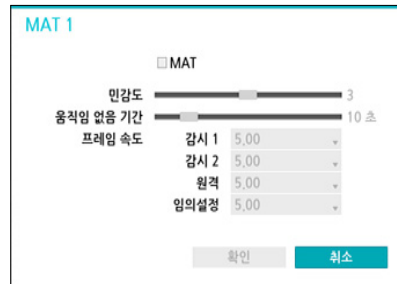 MAT 1
MAT
민감도 3
움직임 없음 기간 10 초
프레임 속도 감시 1 5,00
감시 2 5,00
원격 5,00
임의설정 5,00
확인 취소